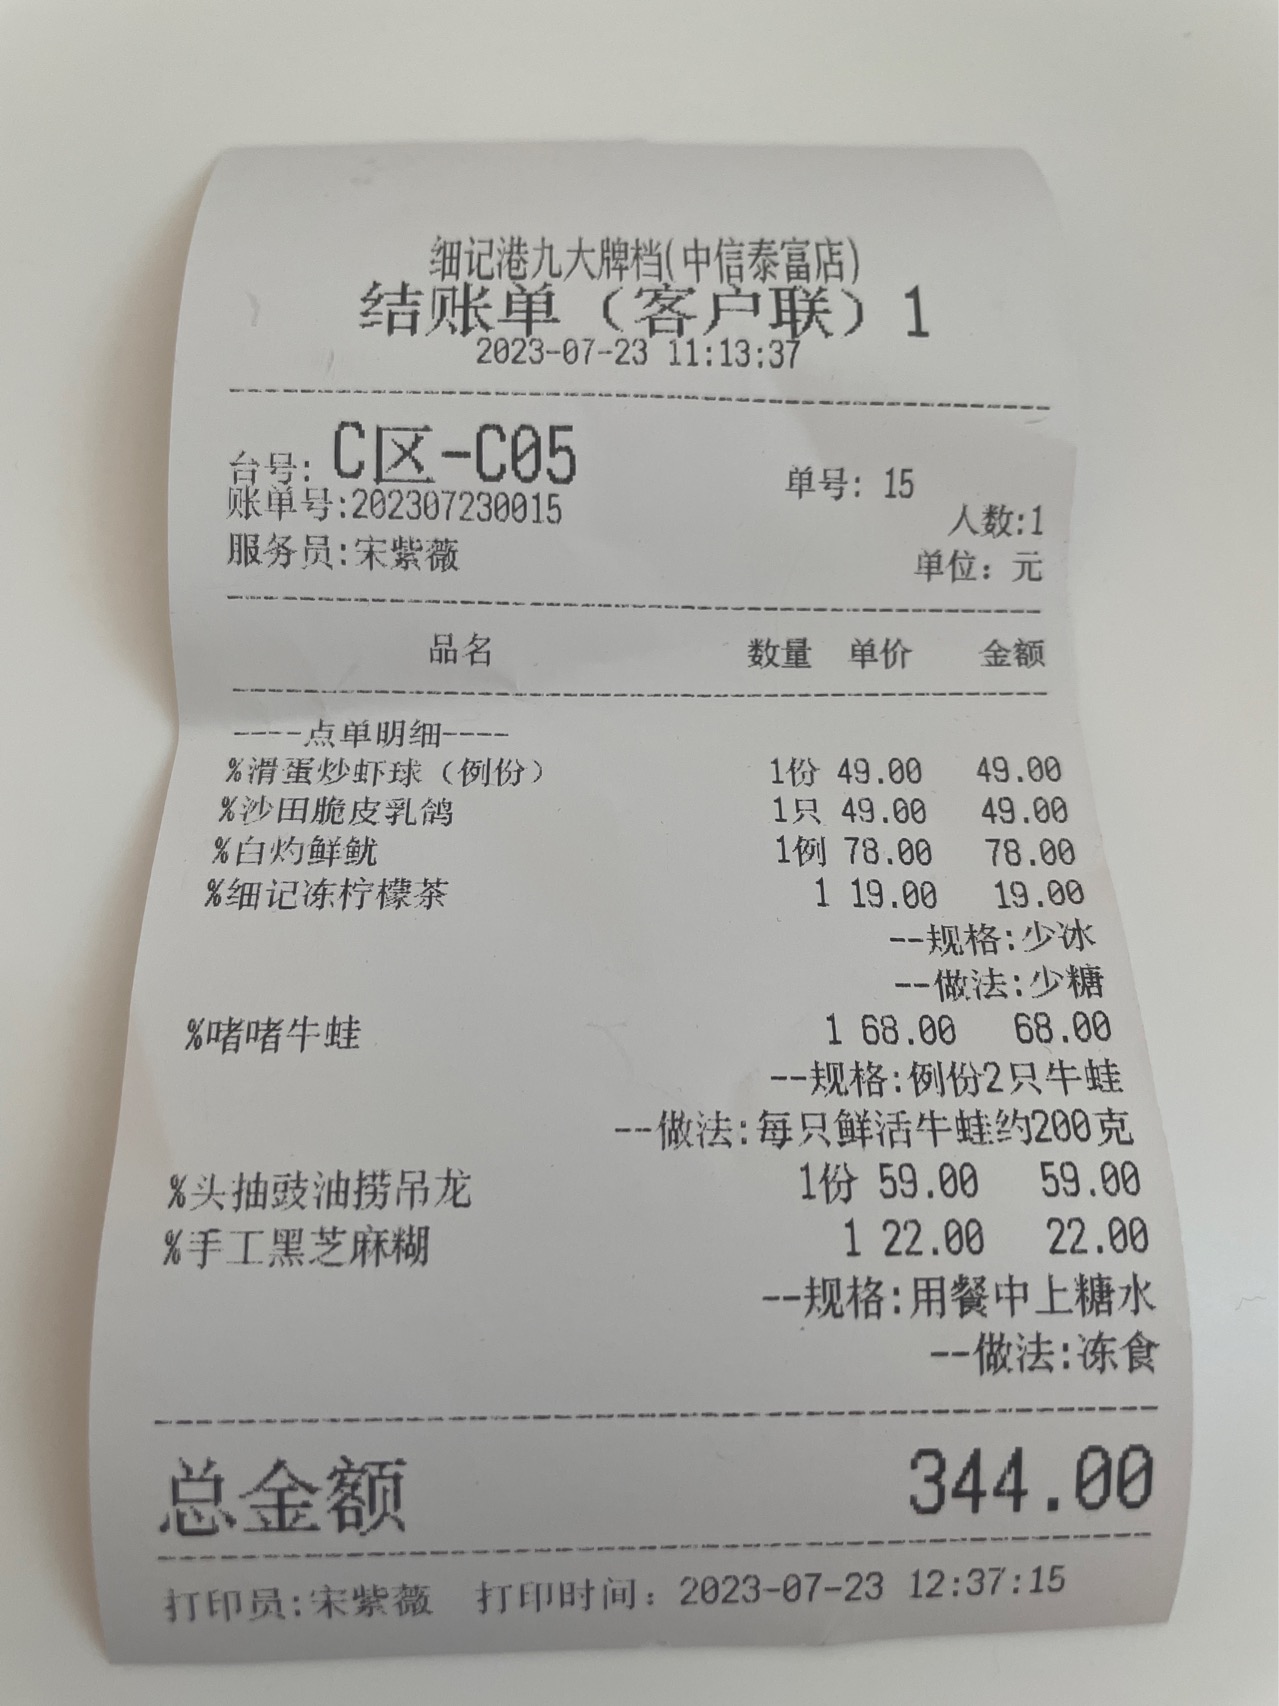 细记港九大牌档(中信泰富店)
结账单（客户联）1
2023-07-23 11:13:37
台号: C区-C05 单号: 15
账单号:202307230015
人数:1
服务员:宋紫薇
单位: 元
品名 数量 单价 金额
----点单明细----
%滑蛋炒虾球（例份） 1份 49.00 49.00
%沙田脆皮乳鸽 1只 49.00 49.00
%白灼鲜鱿 1例 78.00 78.00
%细记冻柠檬茶 1 19.00 19.00
--规格:少冰
--做法:少糖
%啫啫牛蛙 1 68.00 68.00
--规格:例份2只牛蛙
--做法:每只鲜活牛蛙约200克
%头抽豉油捞吊龙 1份 59.00 59.00
%手工黑芝麻糊 1 22.00 22.00
--规格:用餐中上糖水
--做法:冻食
总金额 344.00
打印员:宋紫薇 打印时间: 2023-07-23 12:37:15